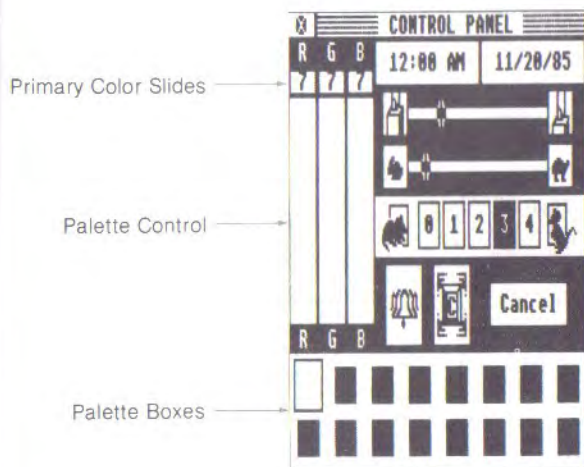 CONTROL PANEL
R G B
12:00 AM 11/20/85
Primary Color Slides
7 7 7
Palette Control
0 1 2 3 4
C
Cancel
R G B
Palette Boxes